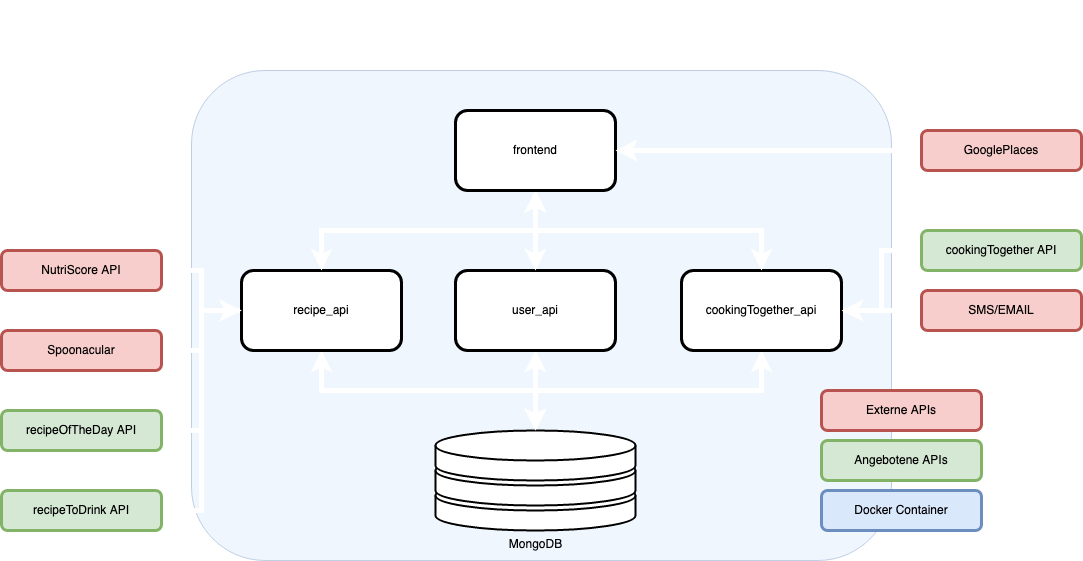 frontend
GooglePlaces
cookingTogether API
NutriScore API
recipe_api
user_api
cookingTogether_api
SMS/EMAIL
Spoonacular
Externe APIs
recipeOfTheDay API
Angebotene APIs
recipeToDrink API
Docker Container
MongoDB